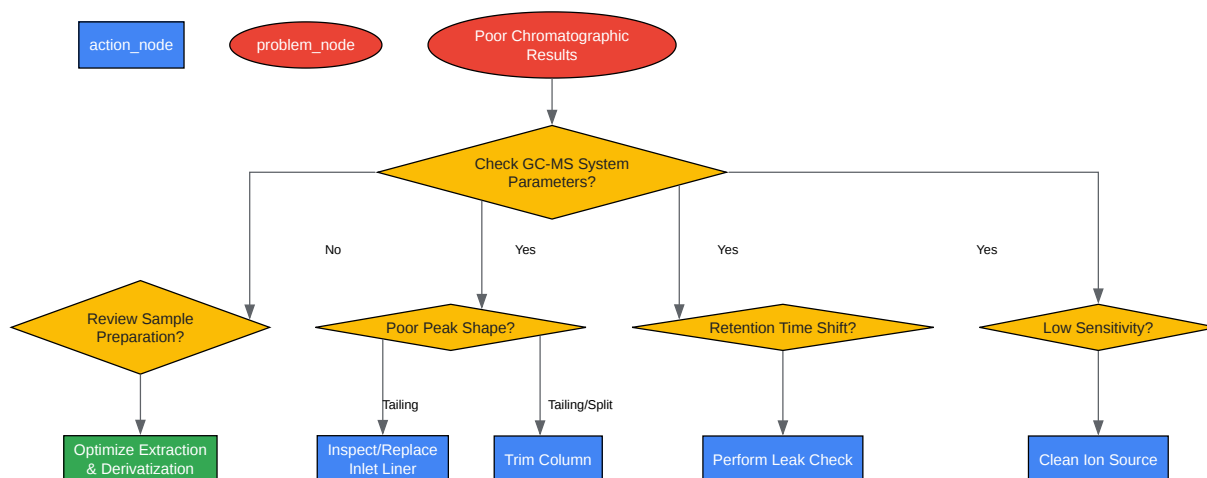 action_node
problem_node
Poor Chromatographic
Results
Check GC-MS System
Parameters?
No
Yes
Yes
Yes
Review Sample
Preparation?
Poor Peak Shape?
Retention Time Shift?
Low Sensitivity?
Tailing
Tailing/Split
Optimize Extraction
& Derivatization
Inspect/Replace
Inlet Liner
Trim Column
Perform Leak Check
Clean Ion Source